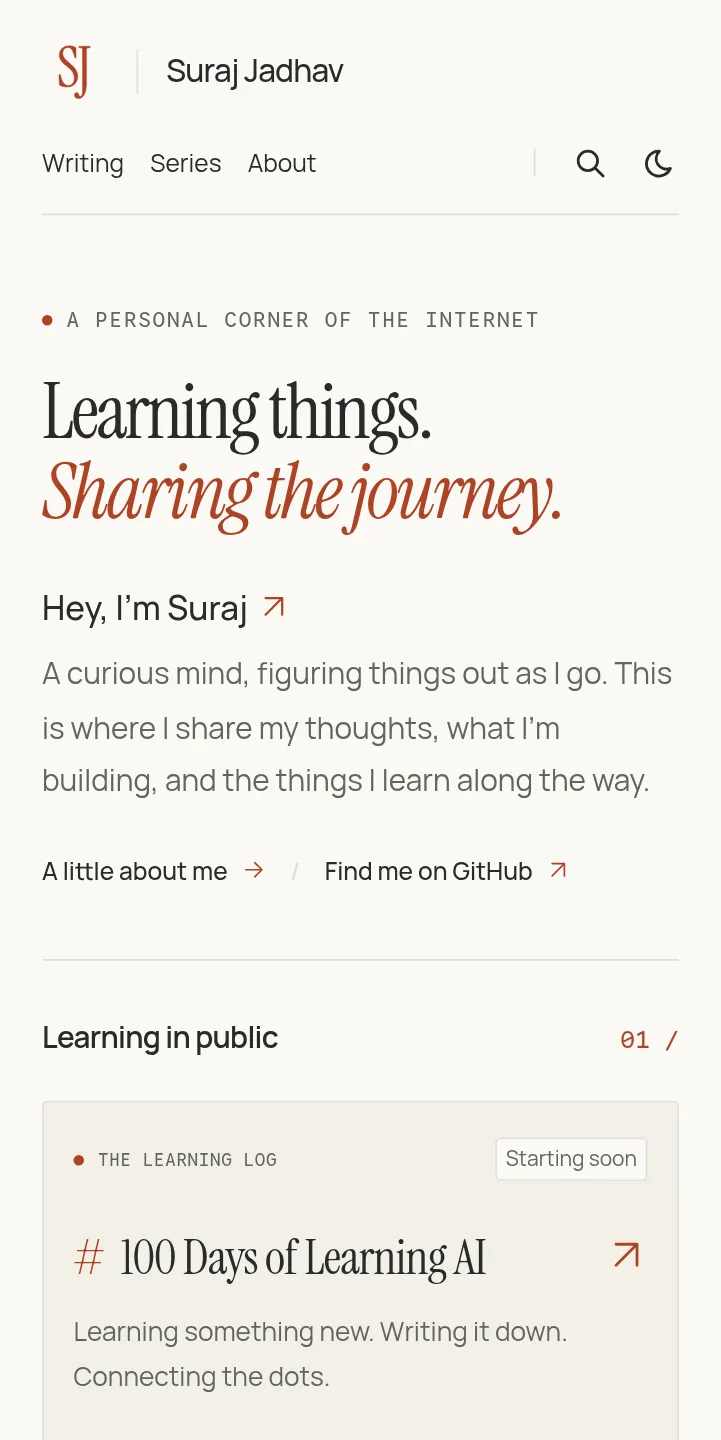 SJ
Suraj Jadhav
Writing Series About
A PERSONAL CORNER OF THE INTERNET
Learning things.
Sharing the journey.
Hey, I’m Suraj ↗
A curious mind, figuring things out as I go. This
is where I share my thoughts, what I’m
building, and the things I learn along the way.
A little about me → / Find me on GitHub ↗
Learning in public 01 /
THE LEARNING LOG Starting soon
# 100 Days of Learning AI ↗
Learning something new. Writing it down.
Connecting the dots.